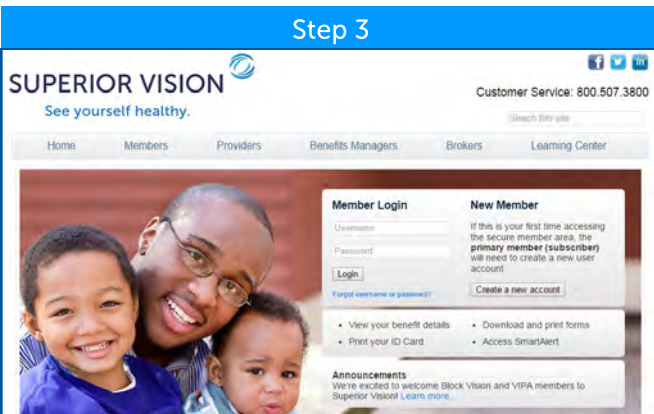 Step 3
SUPERIOR VISION
See yourself healthy.
Customer Service: 800.507.3800
Search this site
Home Members Providers Benefits Managers Brokers Learning Center
Member Login
Username
Password
Login
Forgot username or password?
New Member
If this is your first time accessing
the secure member area, the
primary member (subscriber)
will need to create a new user
account
Create a new account
• View your benefit details
• Print your ID Card
• Download and print forms
• Access SmartAlert
Announcements
We're excited to welcome Block Vision and VIPA members to
Superior Vision! Learn more...